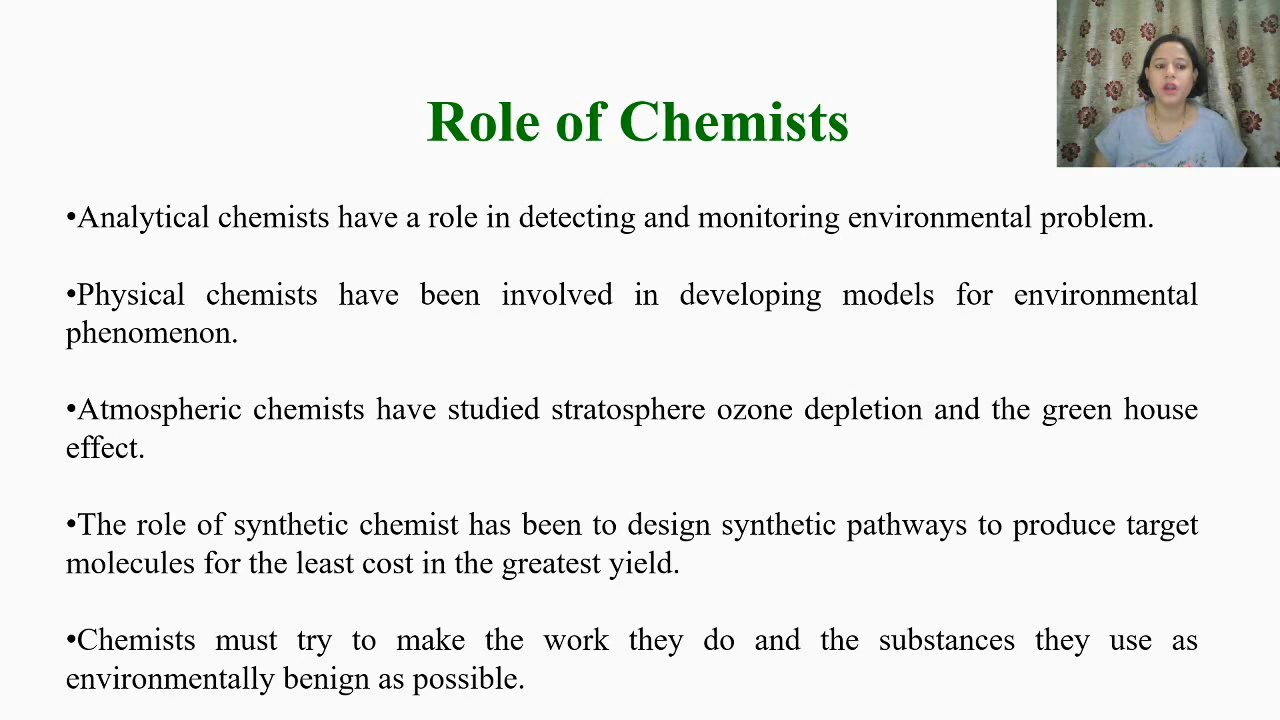 Role of Chemists
•Analytical chemists have a role in detecting and monitoring environmental problem.
•Physical chemists have been involved in developing models for environmental
phenomenon.
•Atmospheric chemists have studied stratosphere ozone depletion and the green house
effect.
•The role of synthetic chemist has been to design synthetic pathways to produce target
molecules for the least cost in the greatest yield.
•Chemists must try to make the work they do and the substances they use as
environmentally benign as possible.